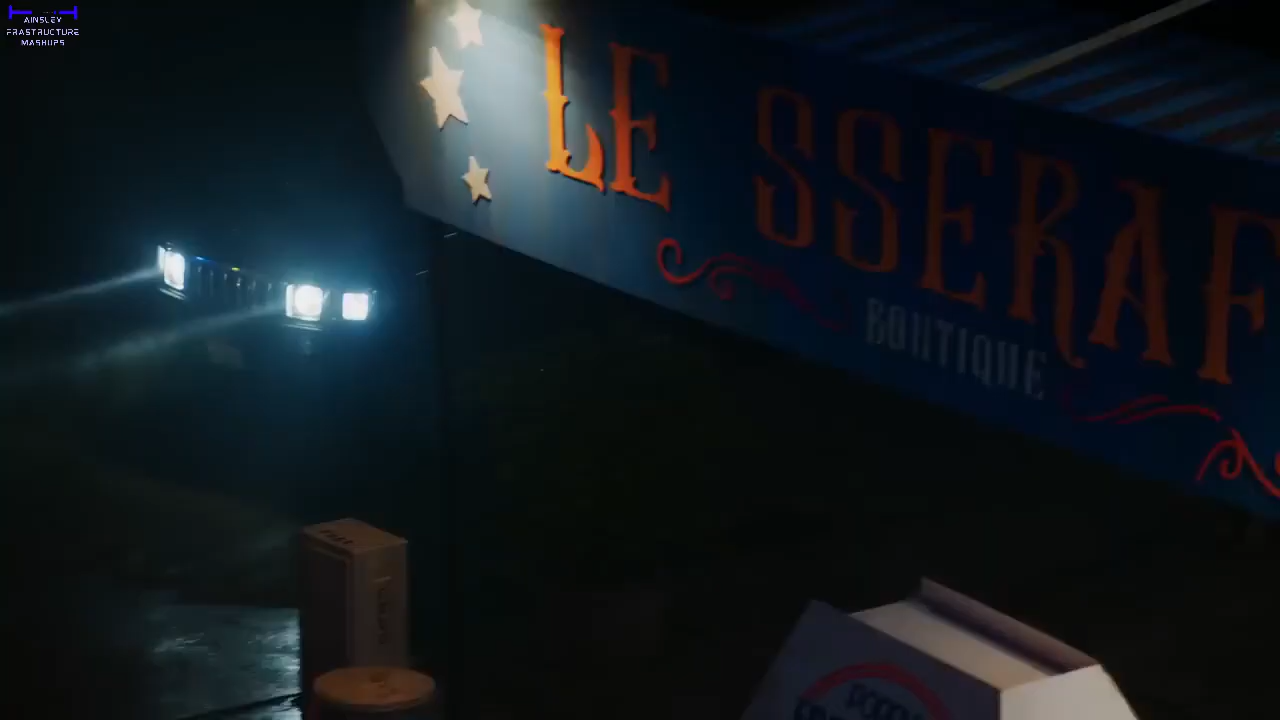 AINSLEY
FRASTRUCTURE
MASHUPS
LE SSERAF
BOUTIQUE